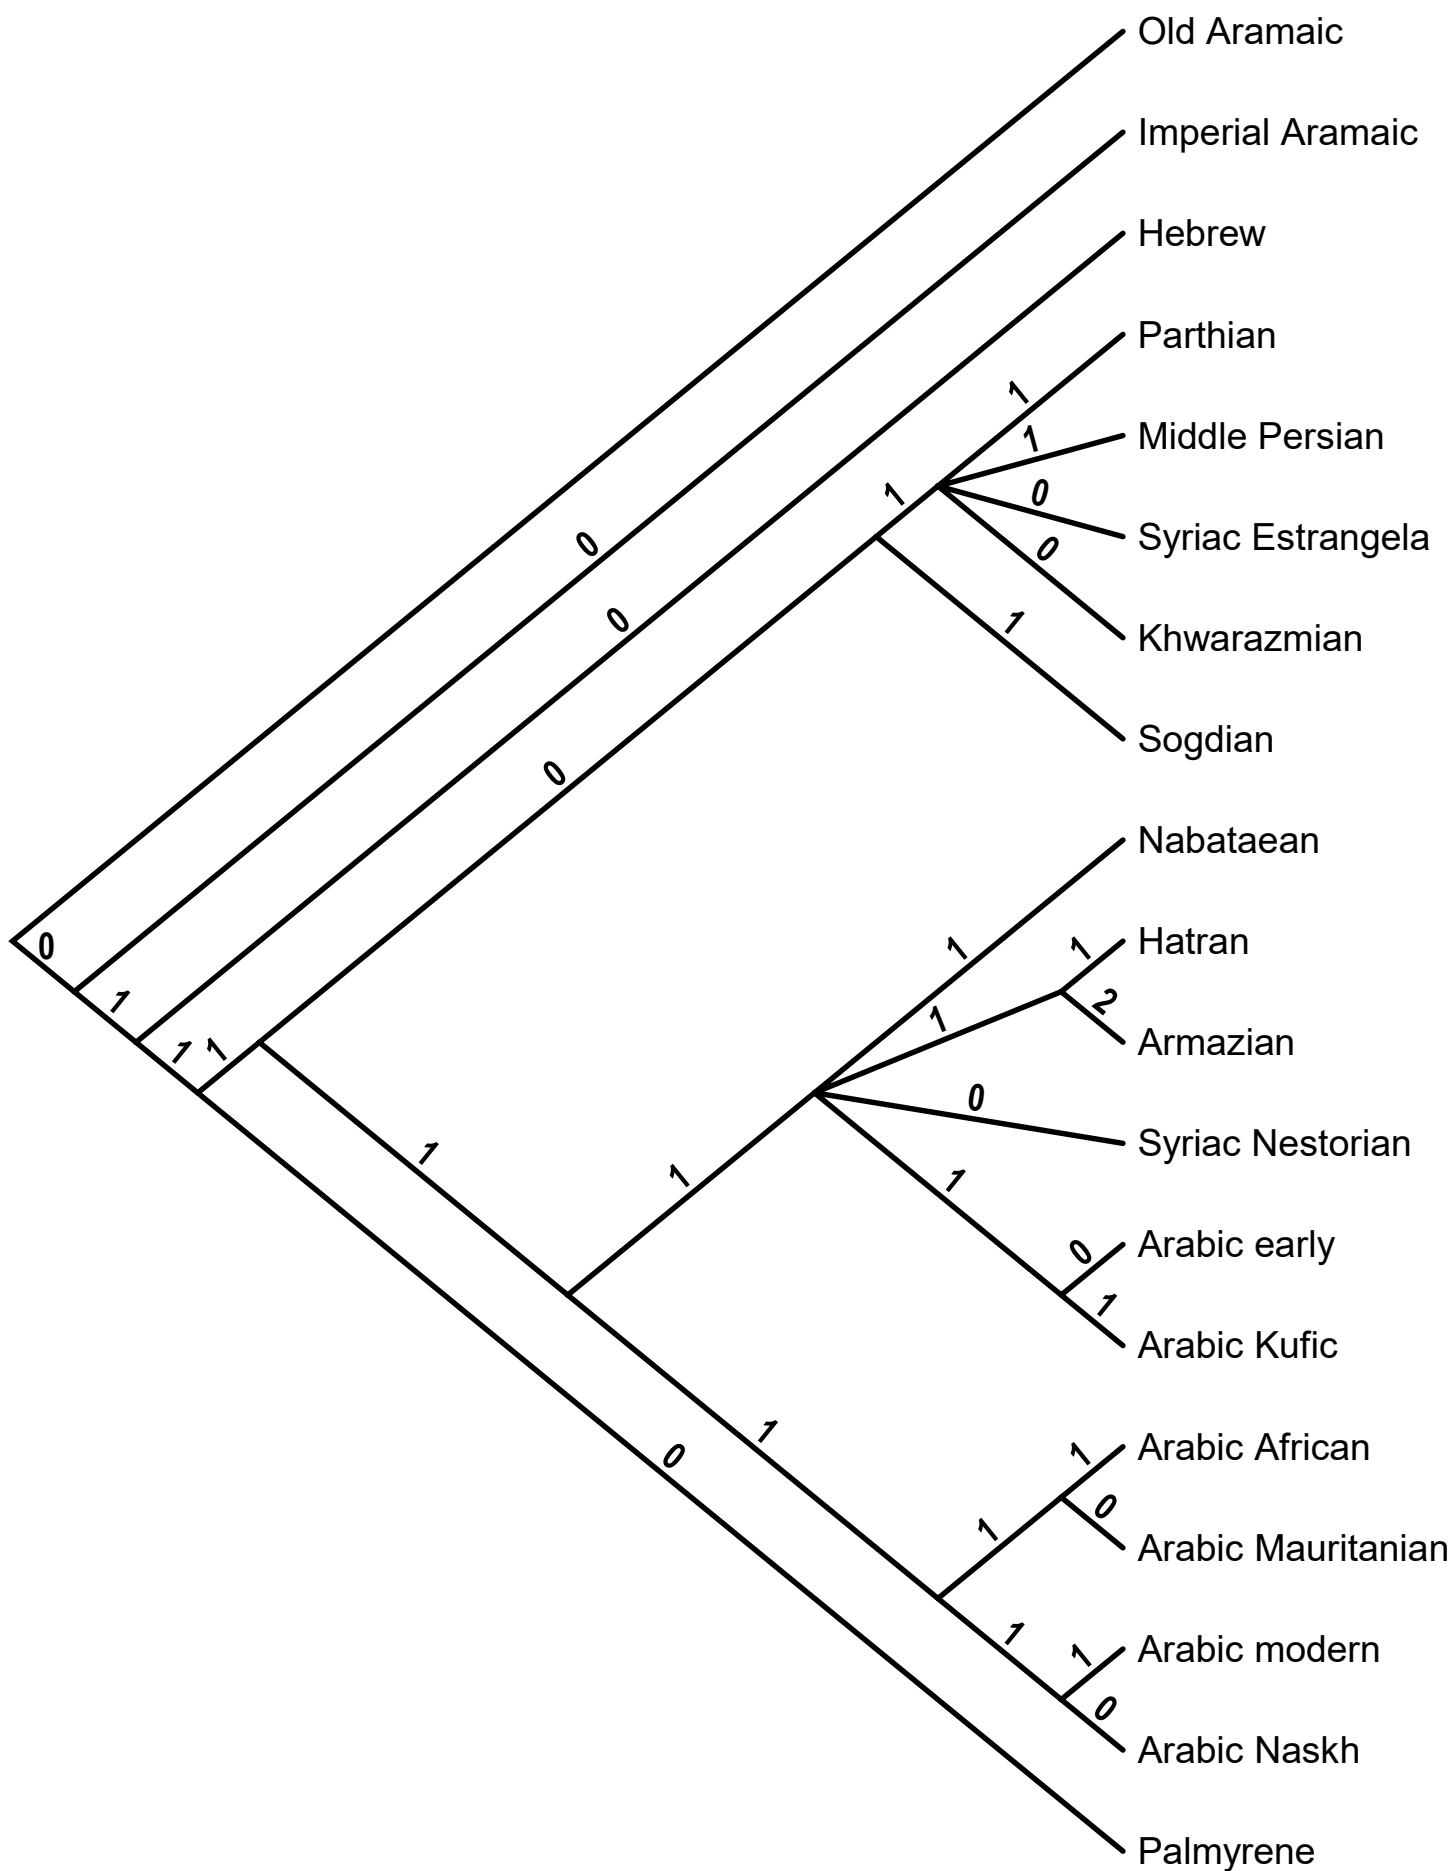 Old Aramaic
Imperial Aramaic
Hebrew
Parthian
1
Middle Persian
1
1
0
Syriac Estrangela
0
0
0
1
Khwarazmian
Sogdian
0
Nabataean
0
1
1
Hatran
1
2
1
Armazian
1
1
0
Syriac Nestorian
1
1
1
0
Arabic early
1
Arabic Kufic
1
0
1
Arabic African
1
0
Arabic Mauritanian
1
1
Arabic modern
0
Arabic Naskh
Palmyrene